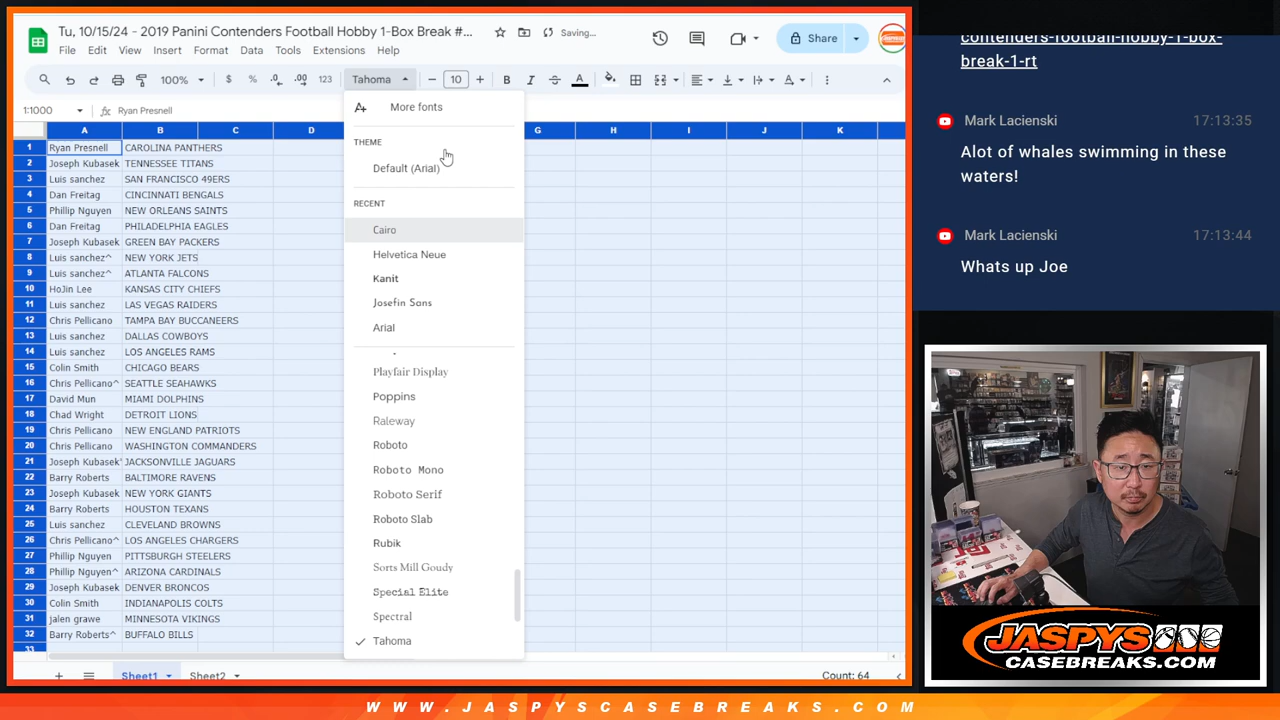 Tu, 10/15/24 - 2019 Panini Contenders Football Hobby 1-Box Break #...
Saving...
File Edit View Insert Format Data Tools Extensions Help
Share
100% $ % .0 .00 123 Tahoma - 10 + B I S A
1:1000 fx Ryan Presnell
A B C D G H I J K
1 Ryan Presnell CAROLINA PANTHERS
2 Joseph Kubasek TENNESSEE TITANS
3 Luis sanchez SAN FRANCISCO 49ERS
4 Dan Freitag CINCINNATI BENGALS
5 Phillip Nguyen NEW ORLEANS SAINTS
6 Dan Freitag PHILADELPHIA EAGLES
7 Joseph Kubasek GREEN BAY PACKERS
8 Luis sanchez^ NEW YORK JETS
9 Luis sanchez^ ATLANTA FALCONS
10 HoJin Lee KANSAS CITY CHIEFS
11 Luis sanchez LAS VEGAS RAIDERS
12 Chris Pellicano TAMPA BAY BUCCANEERS
13 Luis sanchez DALLAS COWBOYS
14 Luis sanchez LOS ANGELES RAMS
15 Colin Smith CHICAGO BEARS
16 Chris Pellicano^ SEATTLE SEAHAWKS
17 David Mun MIAMI DOLPHINS
18 Chad Wright DETROIT LIONS
19 Chris Pellicano NEW ENGLAND PATRIOTS
20 Chris Pellicano WASHINGTON COMMANDERS
21 Joseph Kubasek^ JACKSONVILLE JAGUARS
22 Barry Roberts BALTIMORE RAVENS
23 Joseph Kubasek NEW YORK GIANTS
24 Barry Roberts HOUSTON TEXANS
25 Luis sanchez CLEVELAND BROWNS
26 Chris Pellicano^ LOS ANGELES CHARGERS
27 Phillip Nguyen PITTSBURGH STEELERS
28 Phillip Nguyen^ ARIZONA CARDINALS
29 Joseph Kubasek DENVER BRONCOS
30 Colin Smith INDIANAPOLIS COLTS
31 jalen grawe MINNESOTA VIKINGS
32 Barry Roberts^ BUFFALO BILLS
33
More fonts
THEME
Default (Arial)
RECENT
Cairo
Helvetica Neue
Kanit
Josefin Sans
Arial
Playfair Display
Poppins
Raleway
Roboto
Roboto Mono
Roboto Serif
Roboto Slab
Rubik
Sorts Mill Goudy
Special Elite
Spectral
Tahoma
Sheet1 Sheet2
Count: 64
contenders-football-hobby-1-box-
break-1-rt
Mark Lacienski 17:13:35
Alot of whales swimming in these
waters!
Mark Lacienski 17:13:44
Whats up Joe
JASPYS
CASEBREAKS.COM
WWW.JASPYSCASEBREAKS.COM